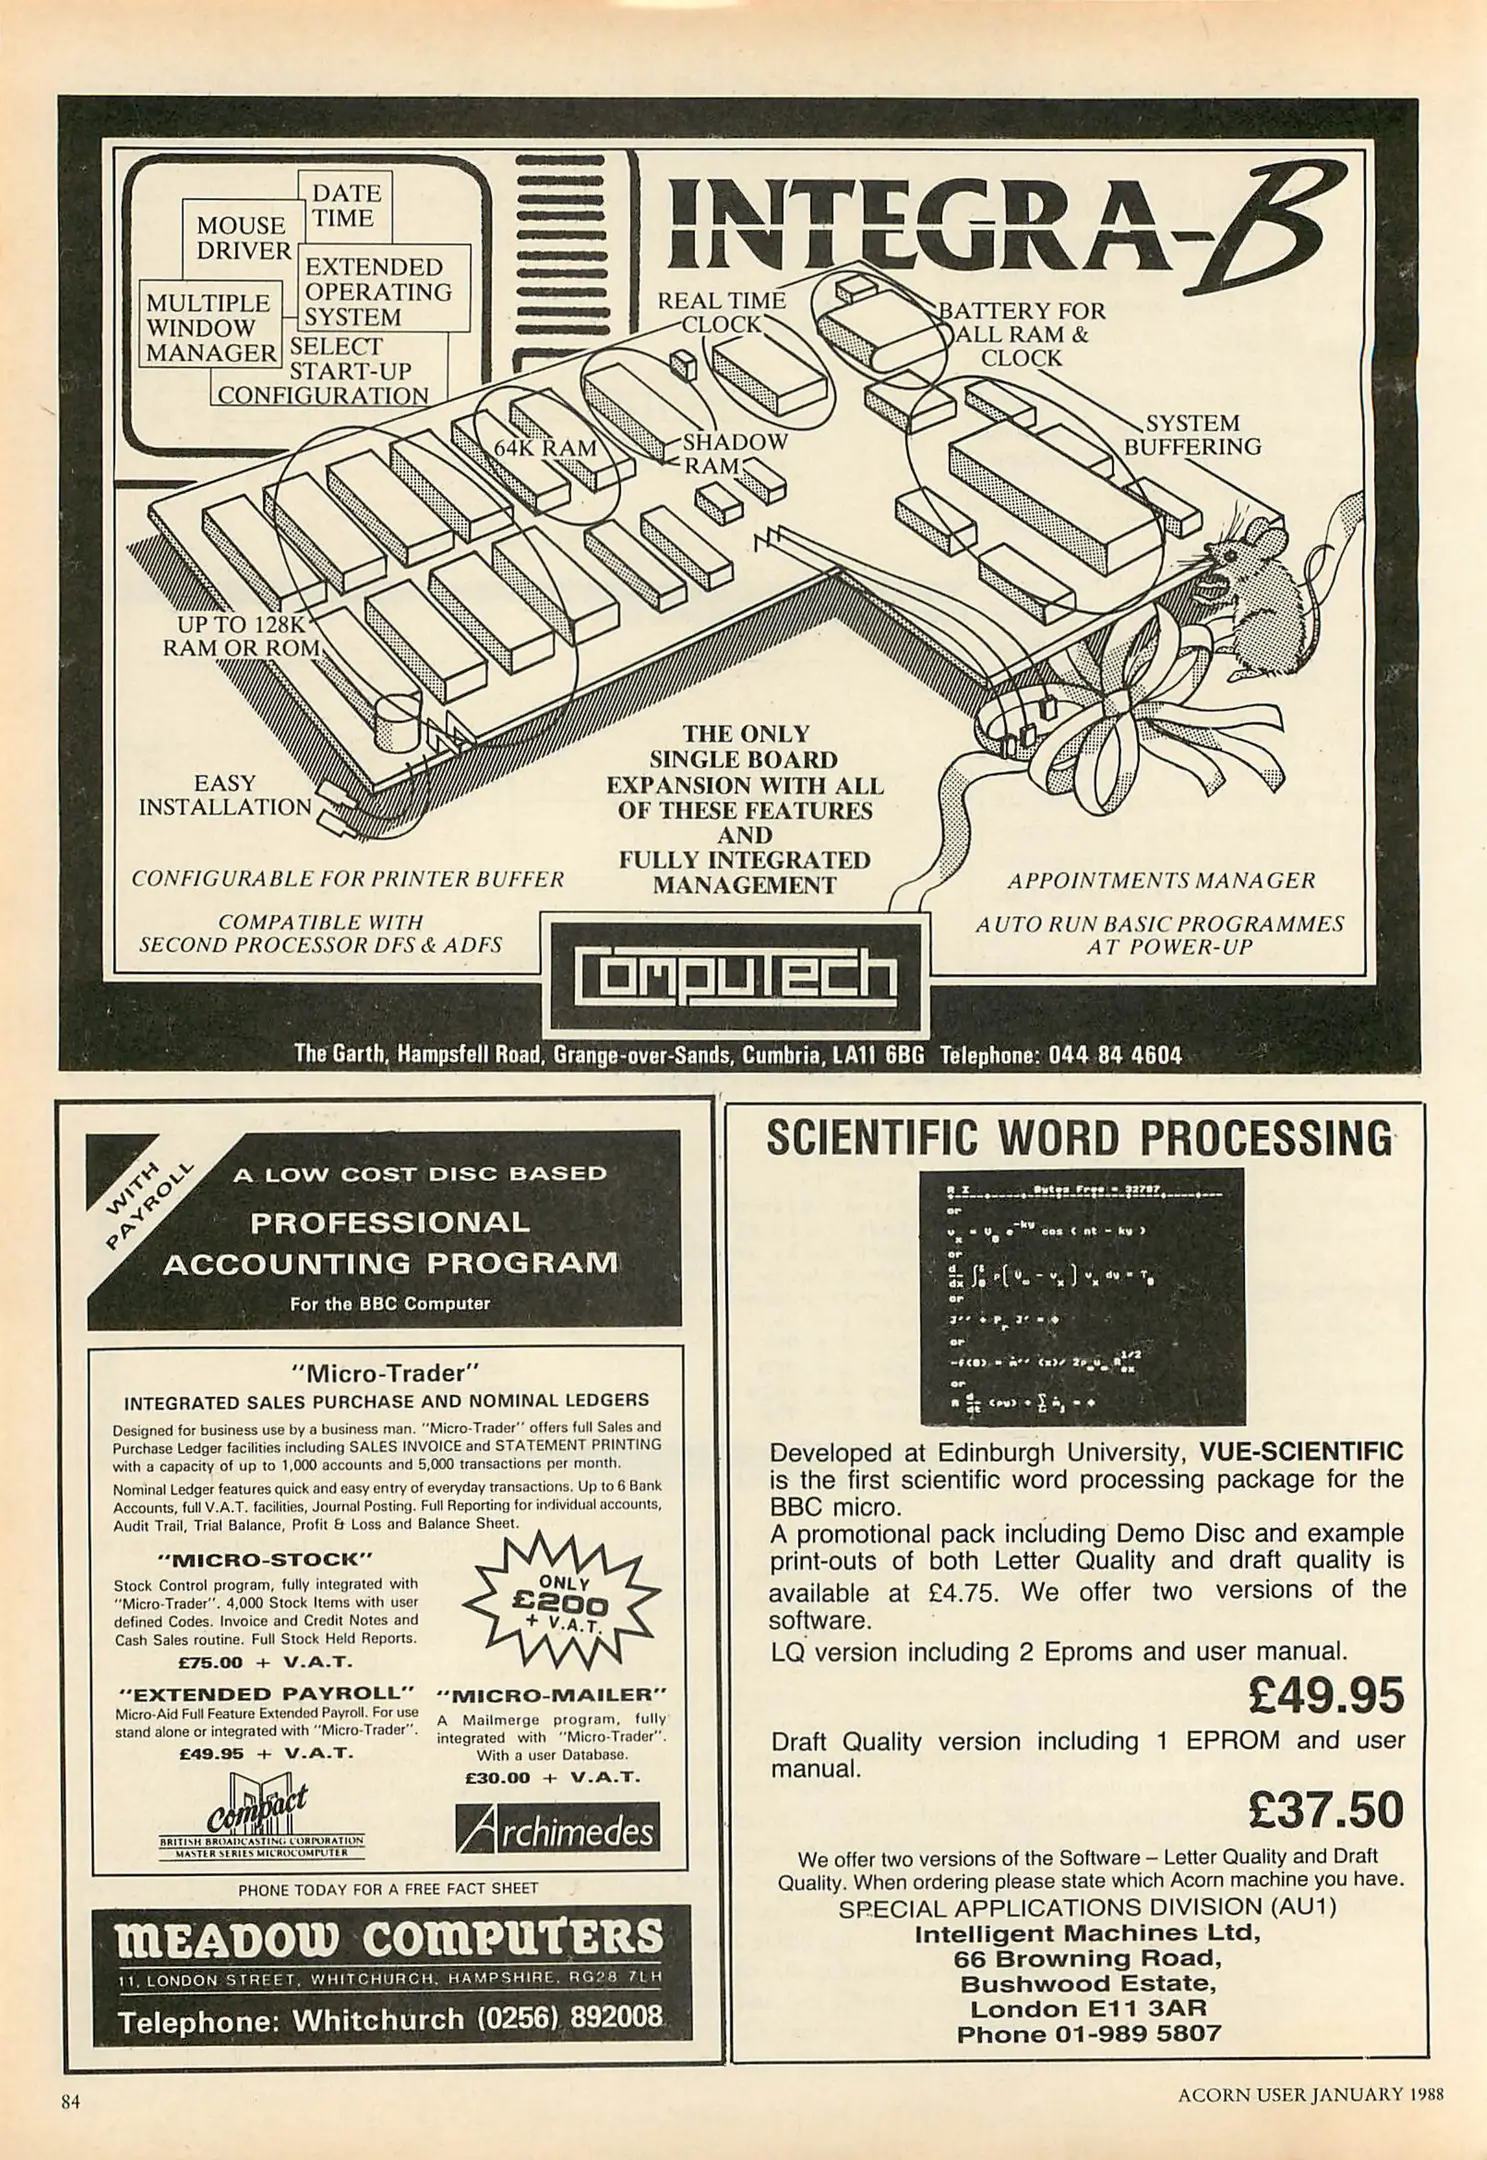 INTEGRA-B
DATE
TIME
MOUSE
DRIVER
EXTENDED
OPERATING
SYSTEM
MULTIPLE
WINDOW
MANAGER
SELECT
START-UP
CONFIGURATION
REAL TIME
CLOCK
BATTERY FOR
ALL RAM &
CLOCK
SYSTEM
BUFFERING
64K RAM
SHADOW
RAM
UP TO 128K
RAM OR ROM
EASY
INSTALLATION
THE ONLY
SINGLE BOARD
EXPANSION WITH ALL
OF THESE FEATURES
AND
FULLY INTEGRATED
MANAGEMENT
CONFIGURABLE FOR PRINTER BUFFER
COMPATIBLE WITH
SECOND PROCESSOR DFS & ADFS
APPOINTMENTS MANAGER
AUTO RUN BASIC PROGRAMMES
AT POWER-UP
CompuTech
The Garth, Hampsfell Road, Grange-over-Sands, Cumbria, LA11 6BG Telephone: 044 84 4604
WITH
PAYROLL
A LOW COST DISC BASED
PROFESSIONAL
ACCOUNTING PROGRAM
For the BBC Computer
"Micro-Trader"
INTEGRATED SALES PURCHASE AND NOMINAL LEDGERS
Designed for business use by a business man. "Micro-Trader" offers full Sales and
Purchase Ledger facilities including SALES INVOICE and STATEMENT PRINTING
with a capacity of up to 1,000 accounts and 5,000 transactions per month.
Nominal Ledger features quick and easy entry of everyday transactions. Up to 6 Bank
Accounts, full V.A.T. facilities, Journal Posting. Full Reporting for individual accounts,
Audit Trail, Trial Balance, Profit & Loss and Balance Sheet.
"MICRO-STOCK"
Stock Control program, fully integrated with
"Micro-Trader". 4,000 Stock Items with user
defined Codes. Invoice and Credit Notes and
Cash Sales routine. Full Stock Held Reports.
£75.00 + V.A.T.
ONLY
£200
+ V.A.T.
"EXTENDED PAYROLL"
Micro-Aid Full Feature Extended Payroll. For use
stand alone or integrated with "Micro-Trader".
£49.95 + V.A.T.
"MICRO-MAILER"
A Mailmerge program, fully
integrated with "Micro-Trader".
With a user Database.
£30.00 + V.A.T.
Compact
BRITISH BROADCASTING CORPORATION
MASTER SERIES MICROCOMPUTER
Archimedes
PHONE TODAY FOR A FREE FACT SHEET
MEADOW COMPUTERS
11, LONDON STREET, WHITCHURCH, HAMPSHIRE, RG28 7LH
Telephone: Whitchurch (0256) 892008
SCIENTIFIC WORD PROCESSING
Bytes Free = 32787
or
cos ( nt - ky )
or
or
or
or
Developed at Edinburgh University, VUE-SCIENTIFIC
is the first scientific word processing package for the
BBC micro.
A promotional pack including Demo Disc and example
print-outs of both Letter Quality and draft quality is
available at £4.75. We offer two versions of the
software.
LQ version including 2 Eproms and user manual.
£49.95
Draft Quality version including 1 EPROM and user
manual.
£37.50
We offer two versions of the Software – Letter Quality and Draft
Quality. When ordering please state which Acorn machine you have.
SPECIAL APPLICATIONS DIVISION (AU1)
Intelligent Machines Ltd,
66 Browning Road,
Bushwood Estate,
London E11 3AR
Phone 01-989 5807
84
ACORN USER JANUARY 1988